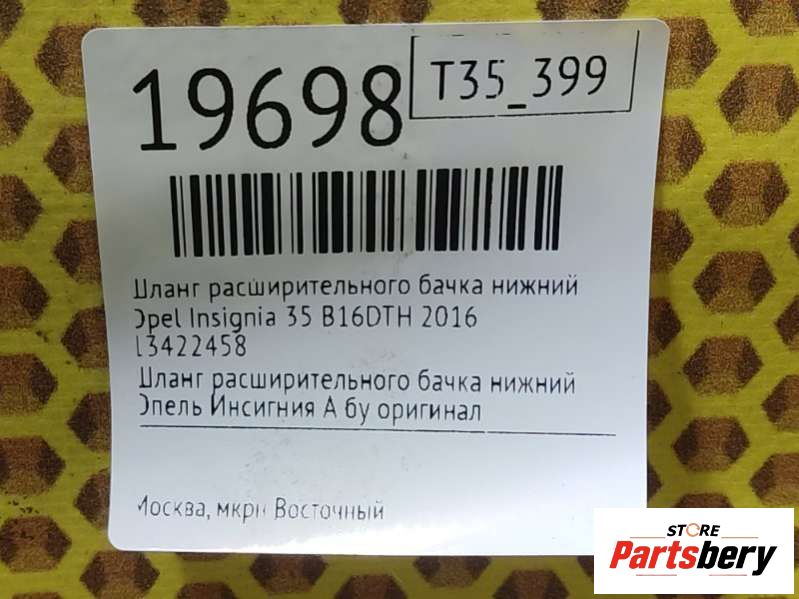 19698
T35_399
Шланг расширительного бачка нижний
Opel Insignia 35 B16DTH 2016
13422458
Шланг расширительного бачка нижний
Опель Инсигния А бу оригинал
Москва, мкрн Восточный
STORE
Partsbery